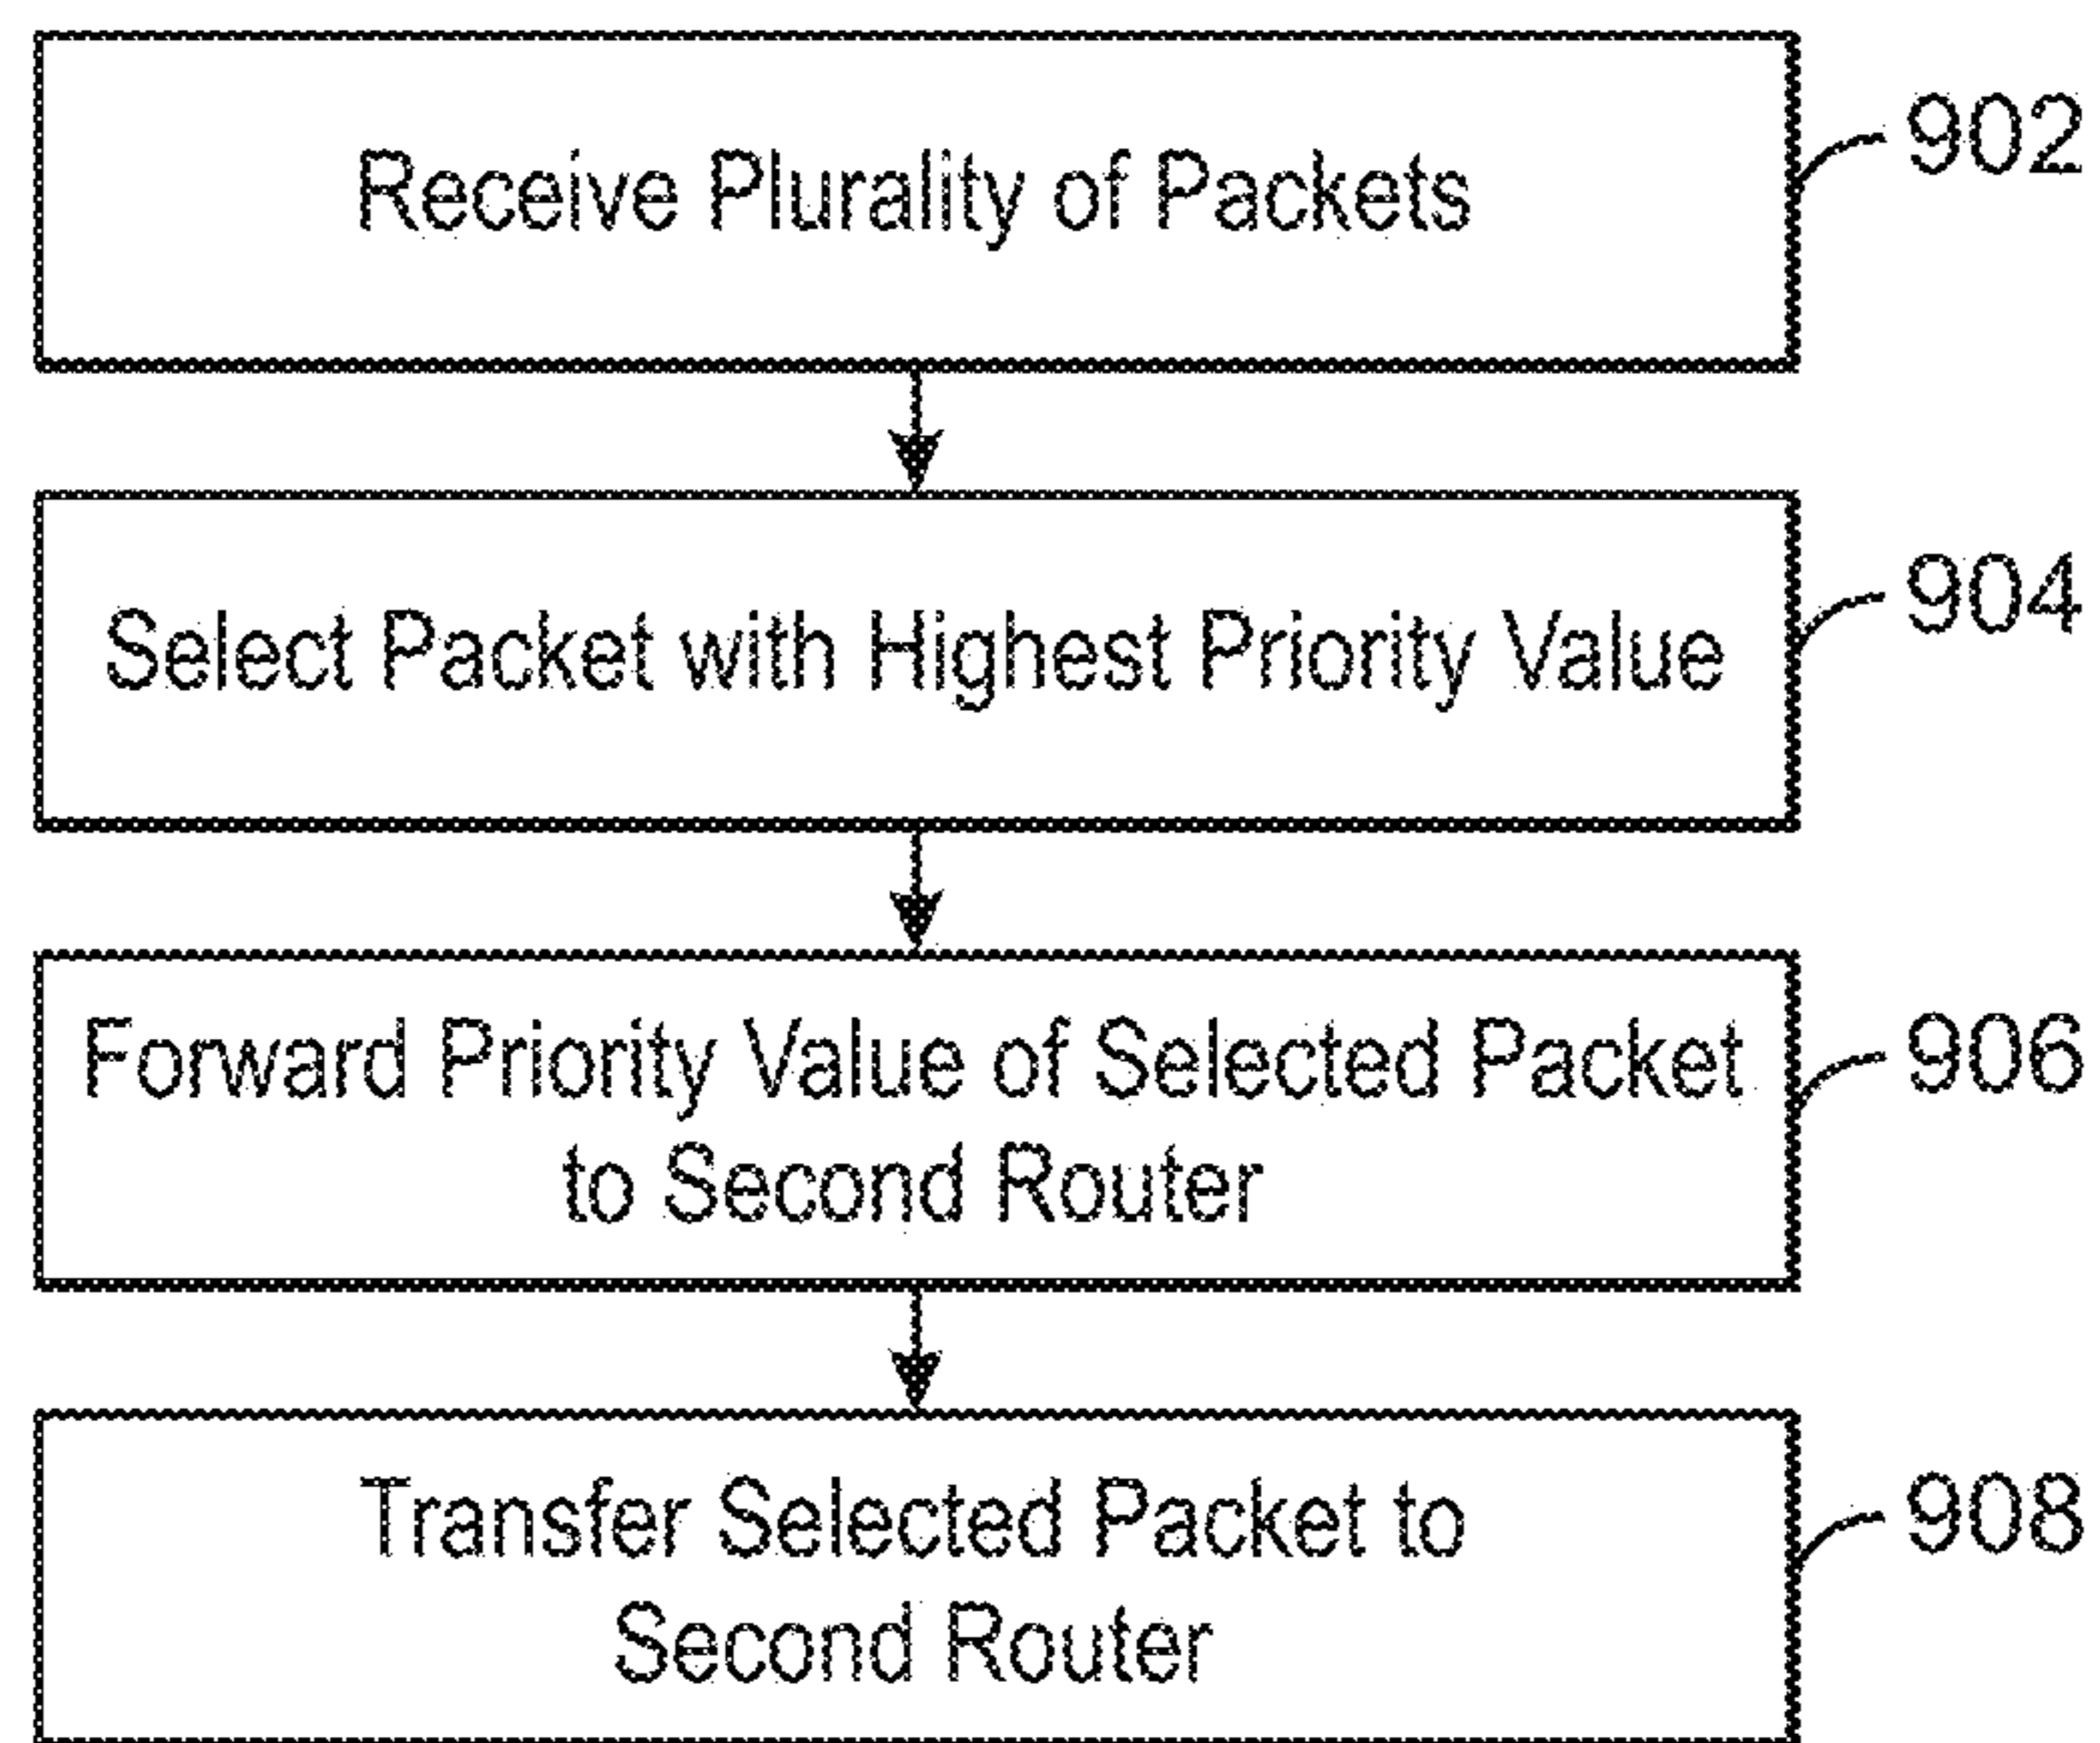 Receive Plurality of Packets
902
Select Packet with Highest Priority Value
904
Forward Priority Value of Selected Packet
to Second Router
906
Transfer Selected Packet to
Second Router
908